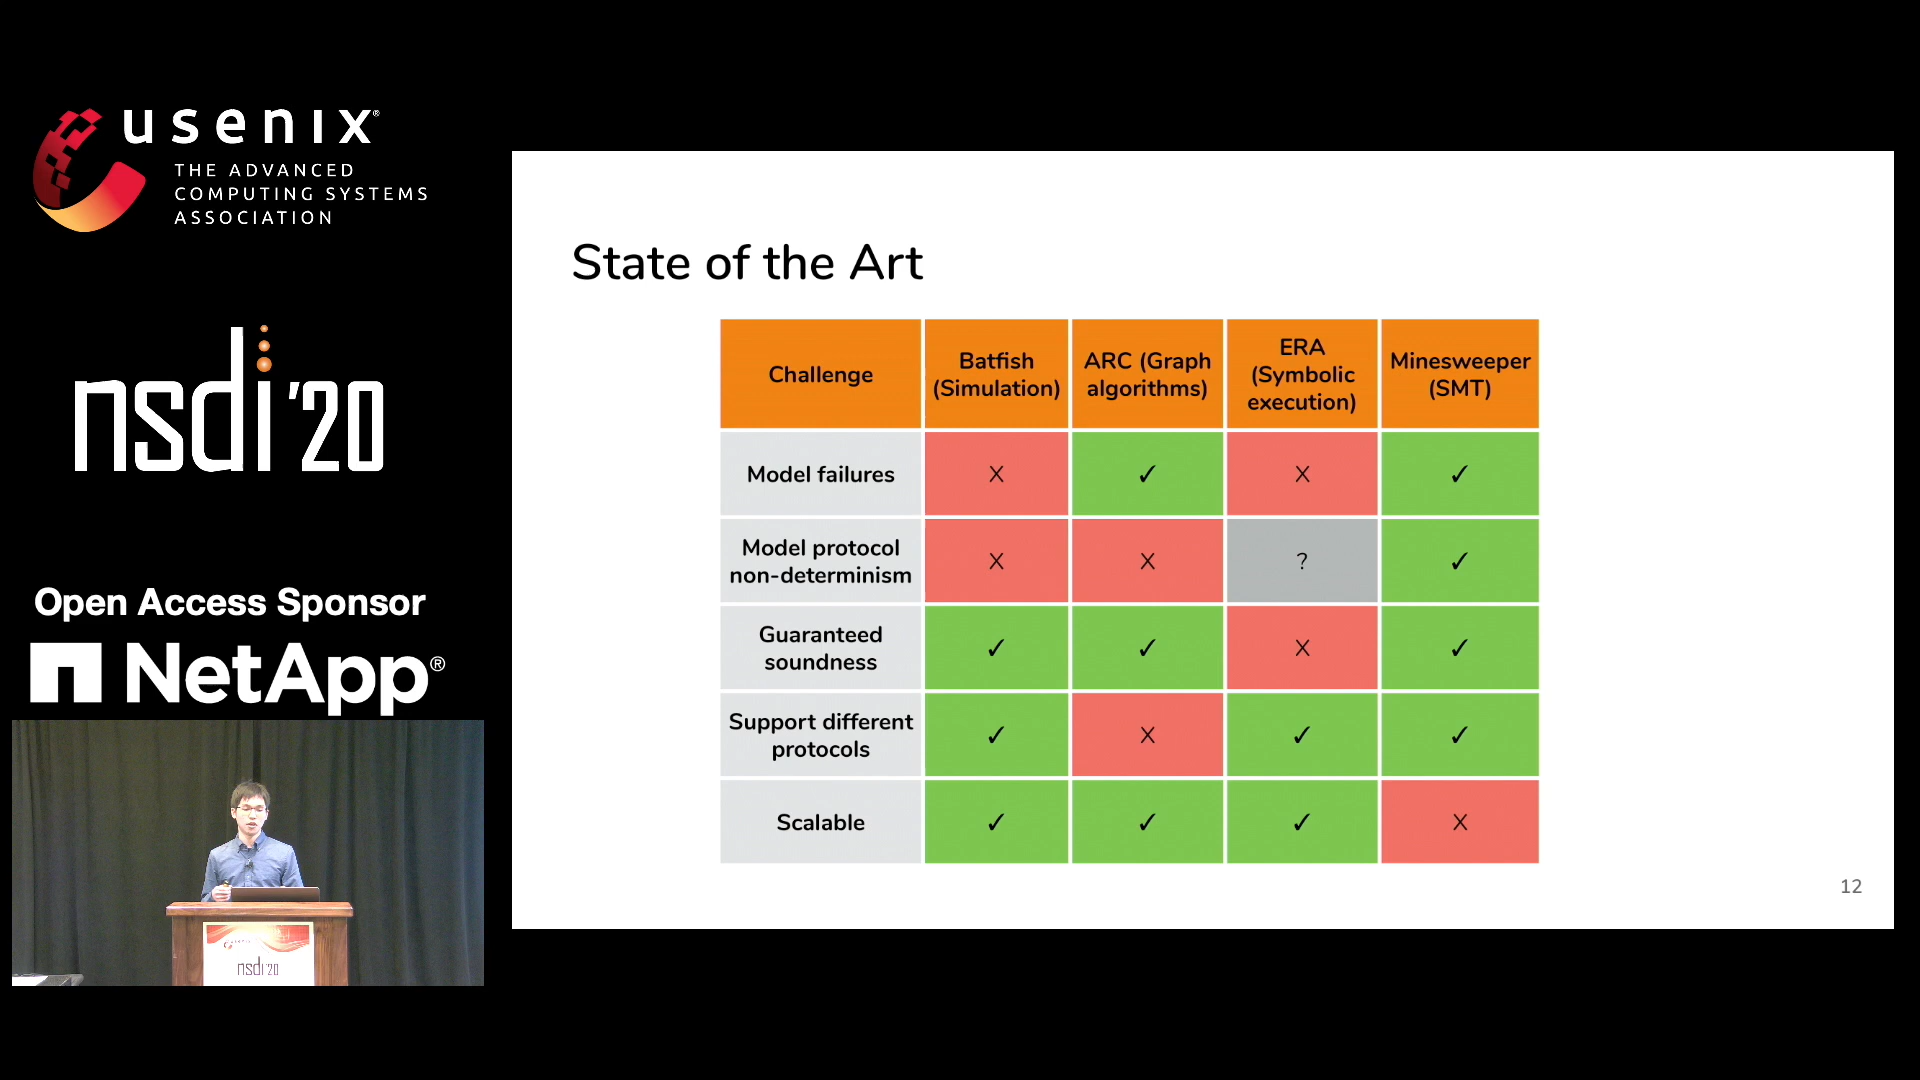 usenix®
THE ADVANCED
COMPUTING SYSTEMS
ASSOCIATION
nsdi '20
Open Access Sponsor
NetApp®
nsdi '20
State of the Art
Challenge
Batfish
(Simulation)
ARC (Graph
algorithms)
ERA
(Symbolic
execution)
Minesweeper
(SMT)
Model failures
X
✓
X
✓
Model protocol
non-determinism
X
X
?
✓
Guaranteed
soundness
✓
✓
X
✓
Support different
protocols
✓
X
✓
✓
Scalable
✓
✓
✓
X
12